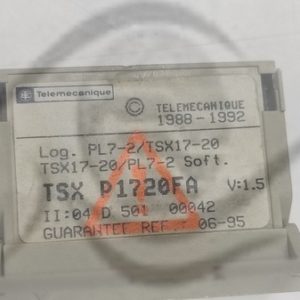 Telemecanique
© TELEMECANIQUE
1988-1992
Log. PL7-2/TSX17-20
TSX17-20/PL7-2 Soft.
TSX P1720FA V:1.5
II:04 D 501 00042
GUARANTEE REF.: 06-95